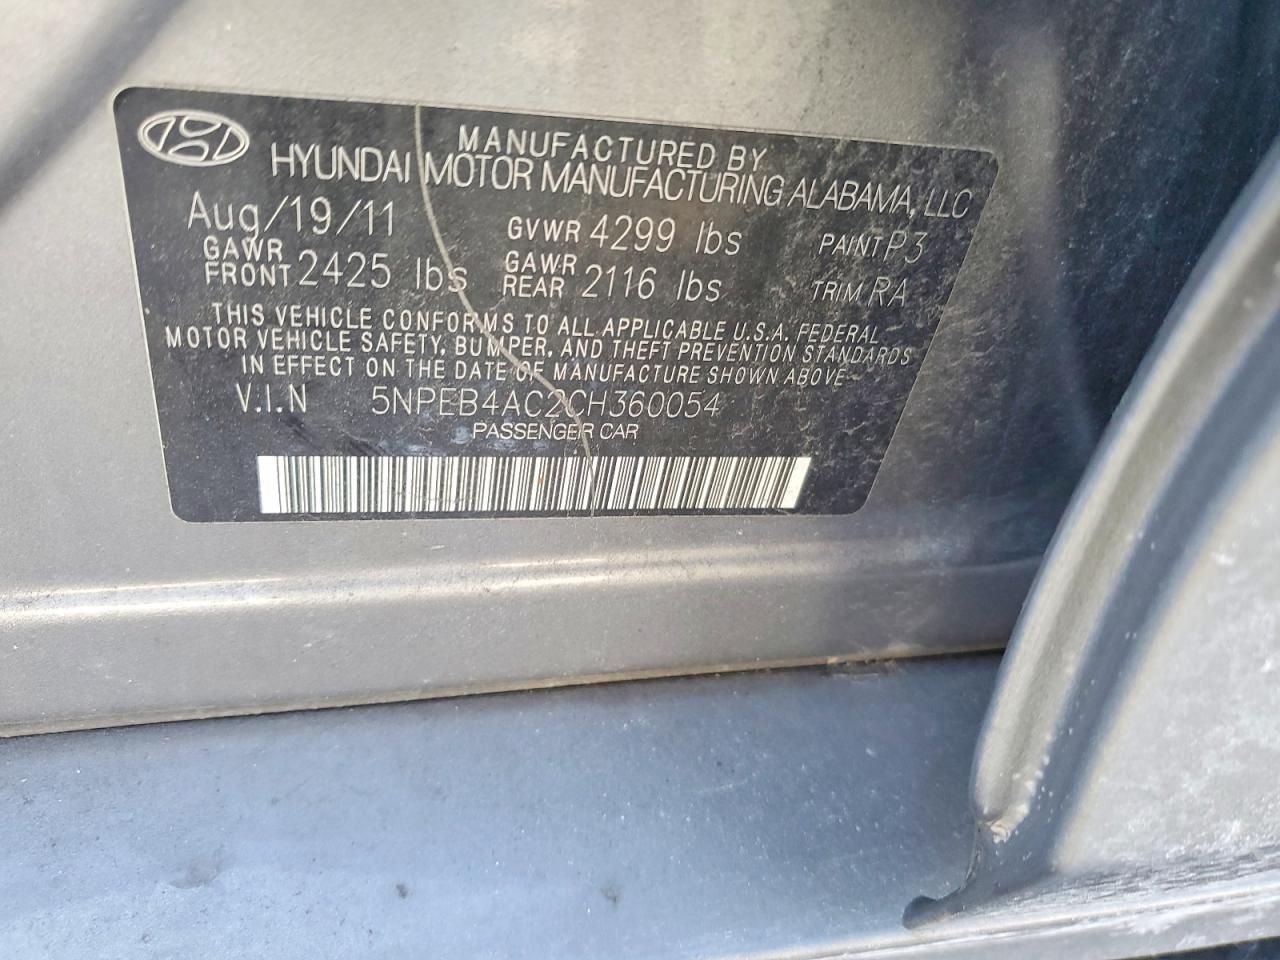 MANUFACTURED BY
HYUNDAI MOTOR MANUFACTURING ALABAMA, LLC
Aug/19/11 GVWR 4299 lbs PAINT P3
GAWR FRONT 2425 lbs GAWR REAR 2116 lbs TRIM RA
THIS VEHICLE CONFORMS TO ALL APPLICABLE U.S.A. FEDERAL
MOTOR VEHICLE SAFETY, BUMPER, AND THEFT PREVENTION STANDARDS
IN EFFECT ON THE DATE OF MANUFACTURE SHOWN ABOVE
V.I.N 5NPEB4AC2CH360054
PASSENGER CAR